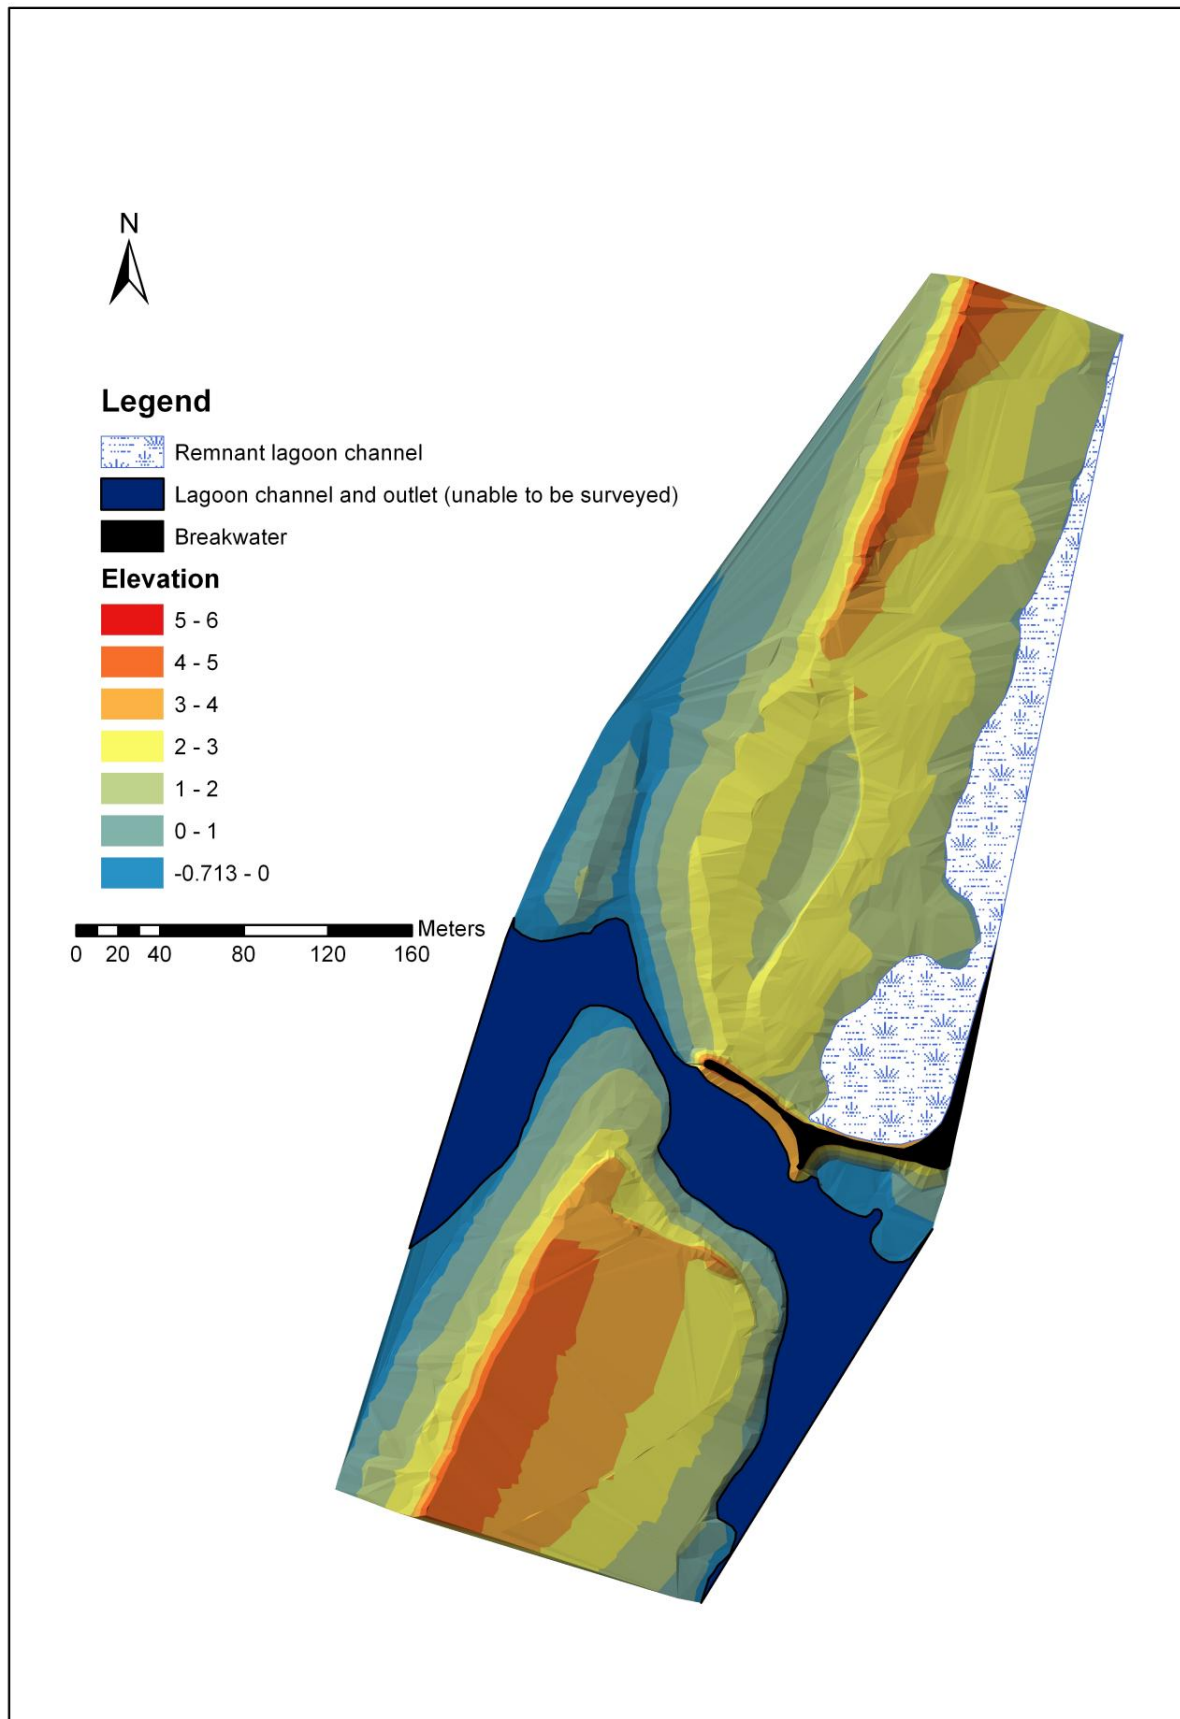 N
Legend
Remnant lagoon channel
Lagoon channel and outlet (unable to be surveyed)
Breakwater
Elevation
5 - 6
4 - 5
3 - 4
2 - 3
1 - 2
0 - 1
-0.713 - 0
Meters
0 20 40 80 120 160